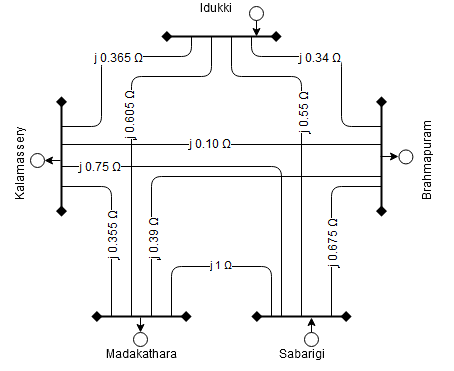 Idukki
j 0.365 Ω
j 0.34 Ω
j 0.605 Ω
j 0.55 Ω
Kalamassery
j 0.10 Ω
Brahmapuram
j 0.75 Ω
j 0.355 Ω
j 0.39 Ω
j 0.675 Ω
j 1 Ω
Madakathara
Sabarigi